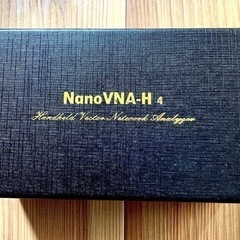 NanoVNA-H 4
Handheld Vector Network Analyzer